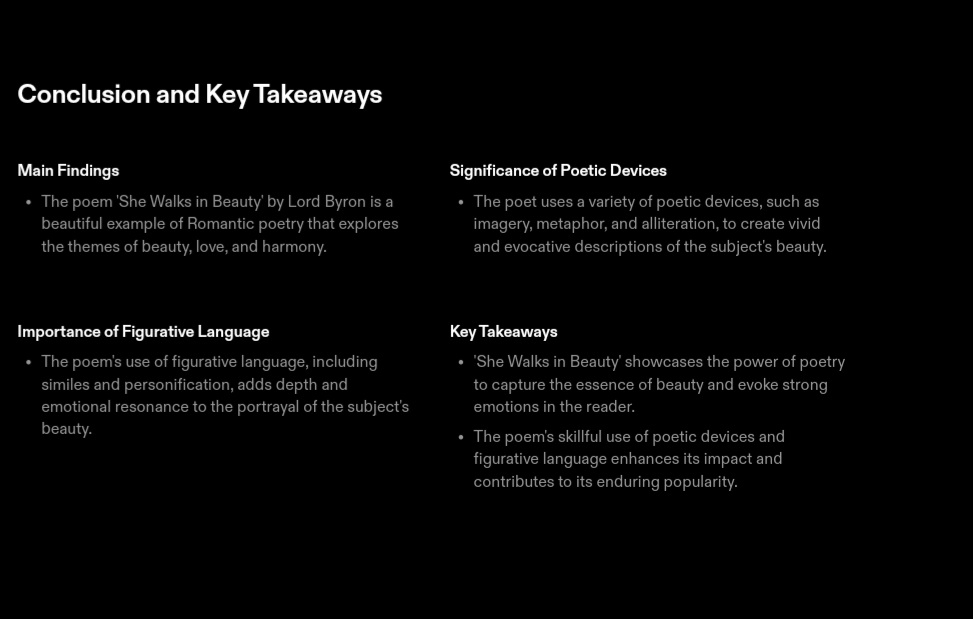 Conclusion and Key Takeaways
Main Findings
• The poem 'She Walks in Beauty' by Lord Byron is a
beautiful example of Romantic poetry that explores
the themes of beauty, love, and harmony.
Significance of Poetic Devices
• The poet uses a variety of poetic devices, such as
imagery, metaphor, and alliteration, to create vivid
and evocative descriptions of the subject's beauty.
Importance of Figurative Language
• The poem's use of figurative language, including
similes and personification, adds depth and
emotional resonance to the portrayal of the subject's
beauty.
Key Takeaways
• 'She Walks in Beauty' showcases the power of poetry
to capture the essence of beauty and evoke strong
emotions in the reader.
• The poem's skillful use of poetic devices and
figurative language enhances its impact and
contributes to its enduring popularity.